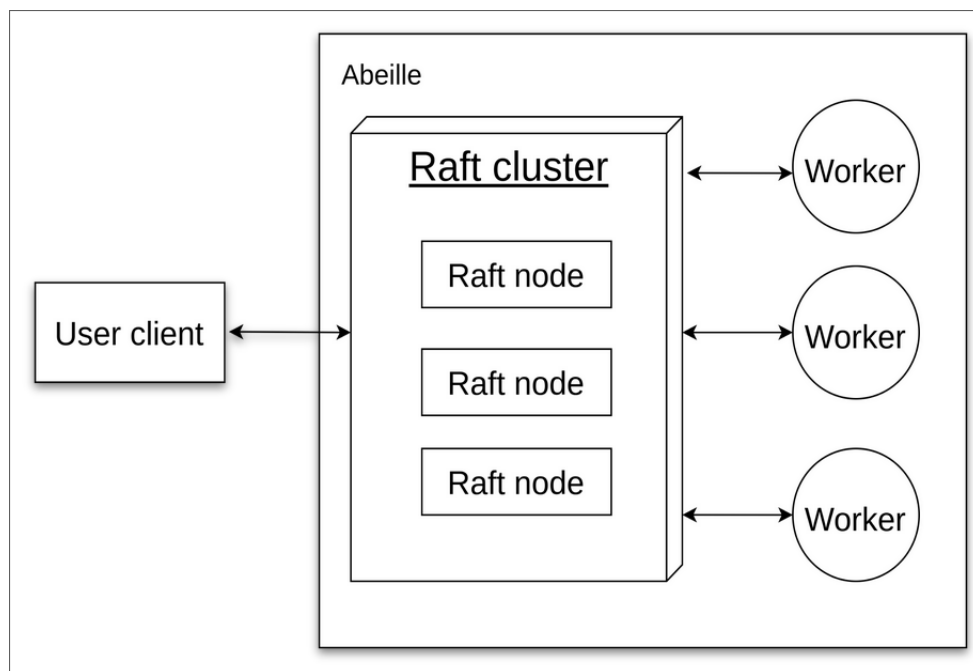 Abeille
Raft cluster
Raft node
Raft node
Raft node
User client
Worker
Worker
Worker